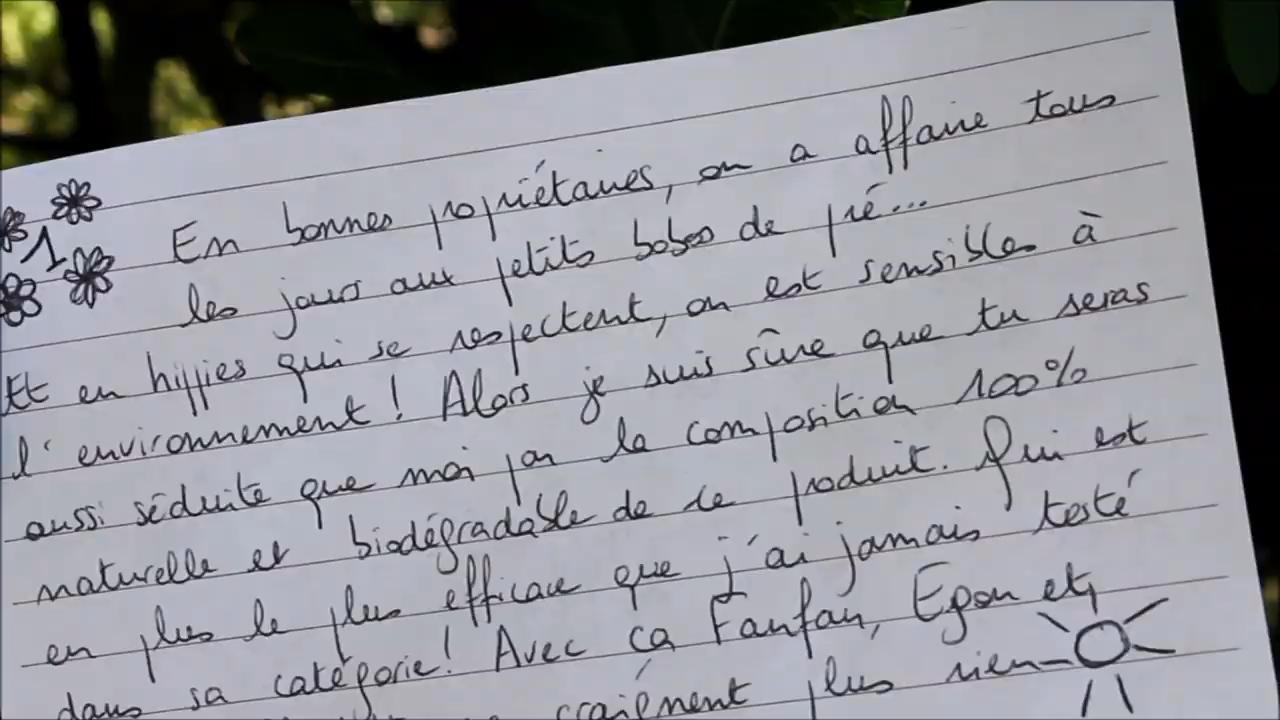 1 En bonnes propriétaires, on a affaire tous
les jours aux petits bobos de pré...
Et en hippies qui se respectent, on est sensibles à
l'environnement! Alors je suis sûre que tu seras
aussi séduite que moi par la composition 100%
naturelle et biodégradable de ce produit. Qui est
en plus le plus efficace que j'ai jamais testé
dans sa catégorie! Avec ça Fanfan, Epon et
craignent plus rien